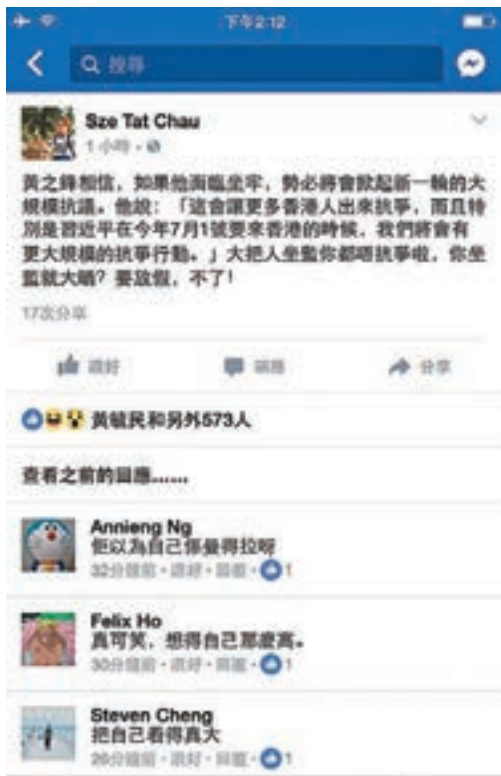 下午2:12
搜尋
Sze Tat Chau
1 小時
黃之鋒相信，如果他面臨坐牢，勢必將會掀起新一輪的大
規模抗議。他說：「這會讓更多香港人出來抗爭，而且特
別是習近平在今年7月1號要來香港的時候，我們將會有
更大規模的抗爭行動。」大把人坐監你都唔抗爭啦，你坐
監就大晒？要放假，不了！
17次分享
讚好
回應
分享
黃毓民和另外573人
查看之前的回應......
Annieng Ng
佢以為自己係曼得拉呀
32分鐘前·讚好·回覆·1
Felix Ho
真可笑，想得自己那麼高。
30分鐘前·讚好·回覆·1
Steven Cheng
把自己看得真大
26分鐘前·讚好·回覆·1